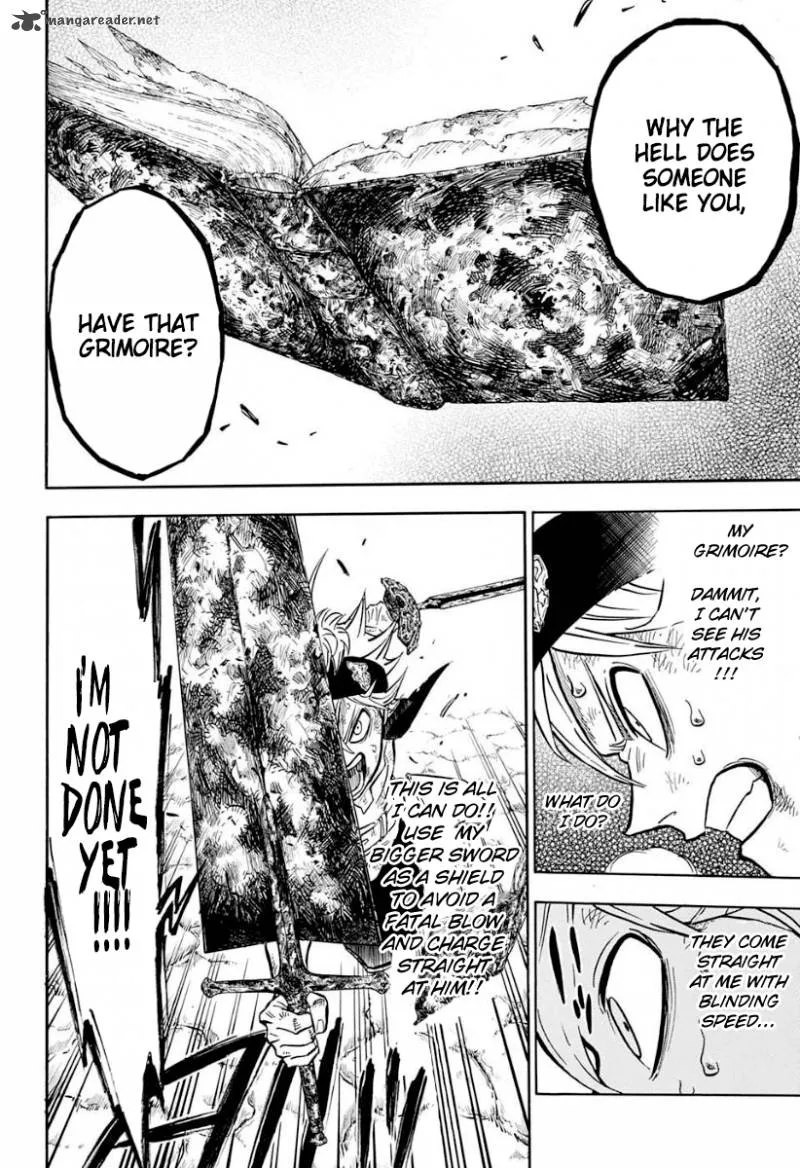 mangareader.net
WHY THE
HELL DOES
SOMEONE
LIKE YOU,
HAVE THAT
GRIMOIRE?
MY
GRIMOIRE?
DAMMIT,
I CAN'T
SEE HIS
ATTACKS
!!!
WHAT DO
I DO?
THEY COME
STRAIGHT
AT ME WITH
BLINDING
SPEED...
THIS IS ALL
I CAN DO!!
USE MY
BIGGER SWORD
AS A SHIELD
TO AVOID A
FATAL BLOW
AND CHARGE
STRAIGHT
AT HIM!!
I'M
NOT
DONE
YET
!!!!